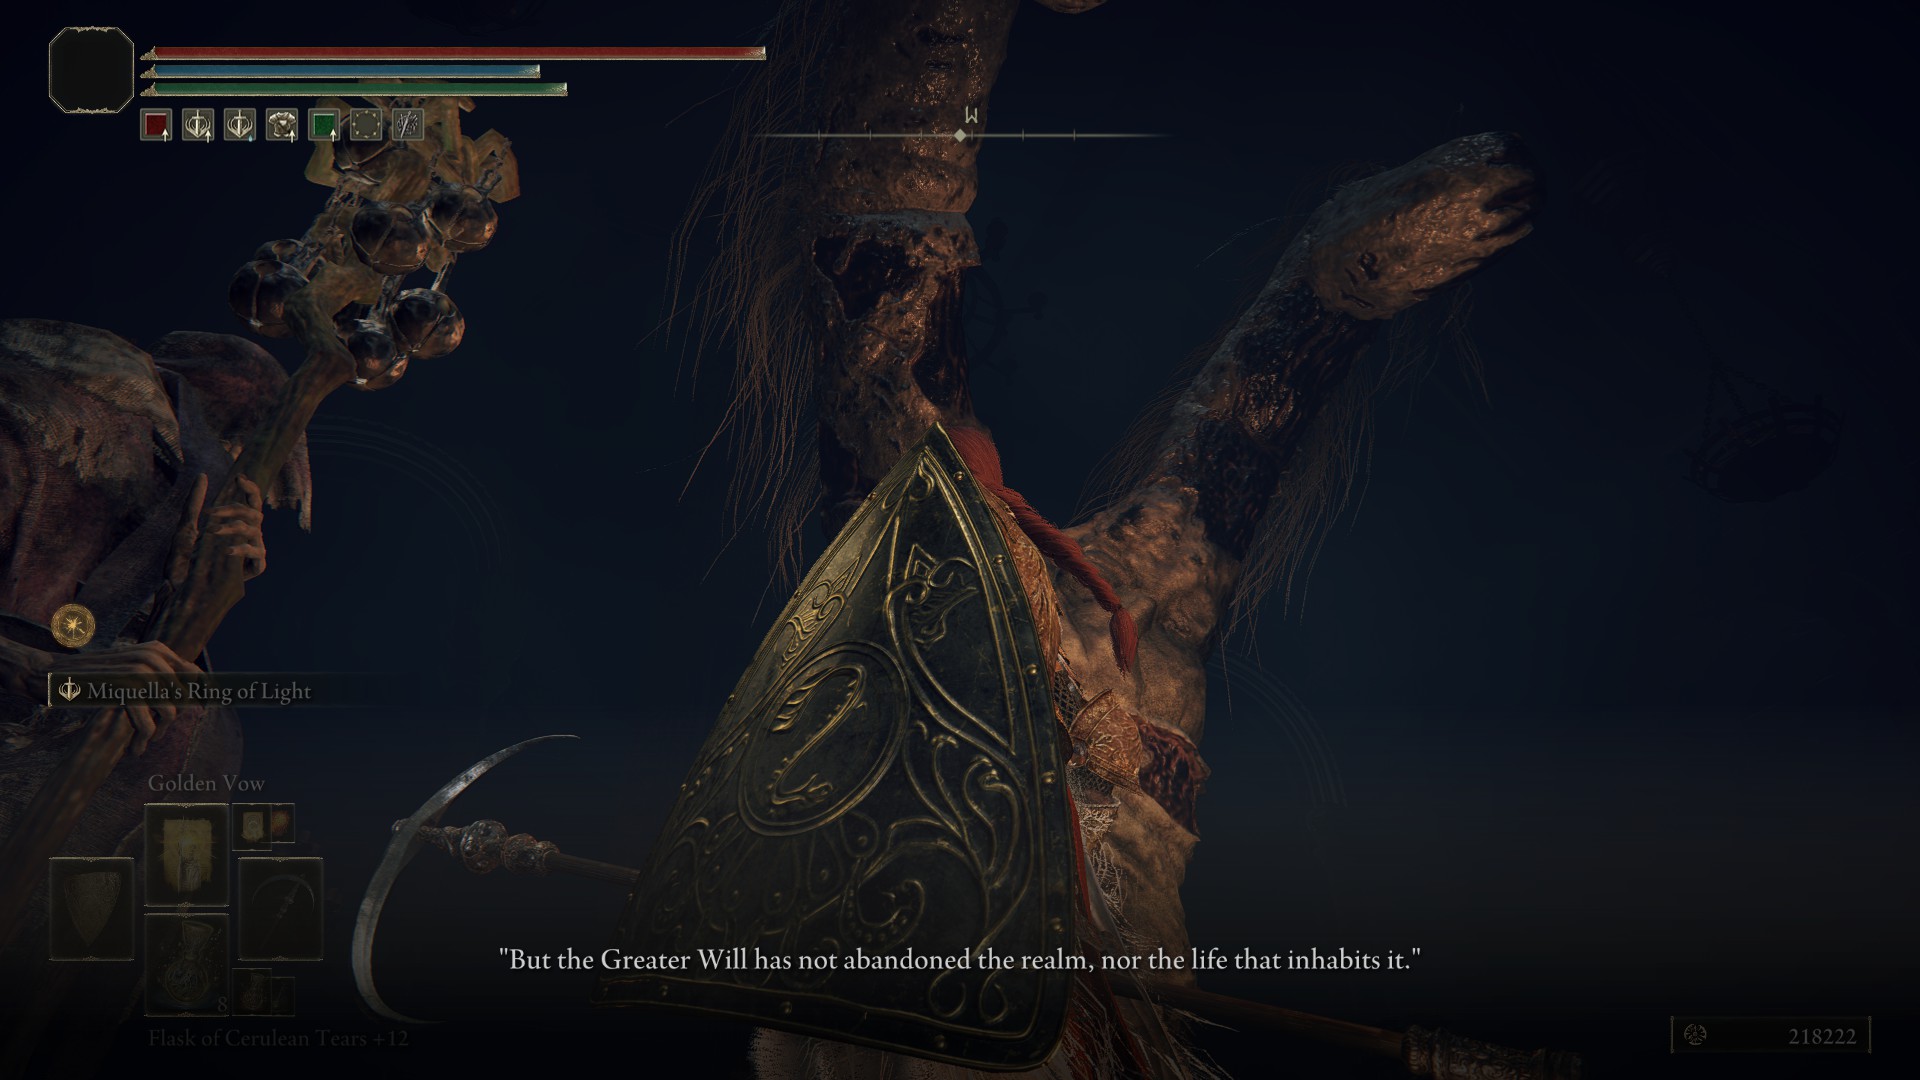 W
Miquella's Ring of Light
Golden Vow
8
"But the Greater Will has not abandoned the realm, nor the life that inhabits it."
Flask of Cerulean Tears +12
218222